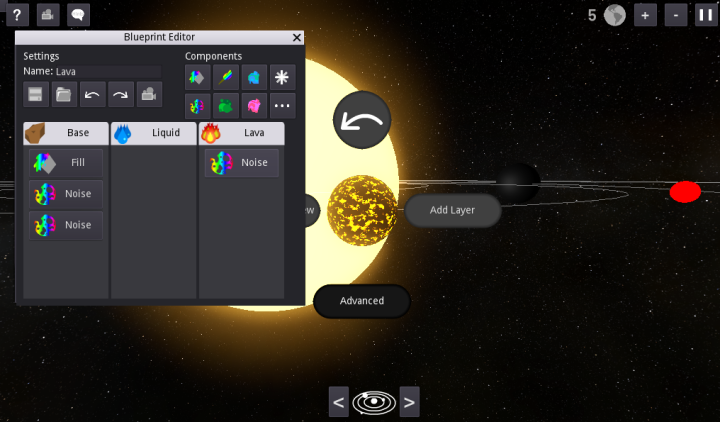 ?
5
+
-
Blueprint Editor
Settings
Components
Name: Lava
Base
Liquid
Lava
Fill
Noise
Noise
Noise
Add Layer
Advanced
<
>